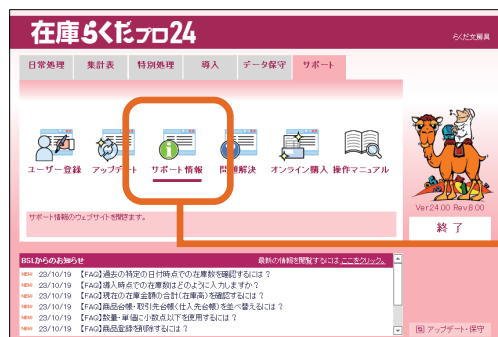 在庫らくだプロ24
らくだ文房具
日常処理 集計表 特別処理 導入 データ保守 サポート
ユーザー登録 アップデート サポート情報 問題解決 オンライン購入 操作マニュアル
サポート情報のウェブサイトを開きます。
Ver24.00 Rev8.00
終了
BSLからのお知らせ 最新の情報を閲覧するには ここをクリック。
NEW 23/10/19 【FAQ】過去の特定の日付時点での在庫数を確認するには？
NEW 23/10/19 【FAQ】導入時点での在庫数はどのように入力しますか？
NEW 23/10/19 【FAQ】現在の在庫金額の合計(在庫高)を確認するには？
NEW 23/10/19 【FAQ】商品台帳・取引先台帳(仕入先台帳)を並べ替えるには？
NEW 23/10/19 【FAQ】数量・単価に小数点以下を使用するには？
NEW 23/10/19 【FAQ】商品登録を削除するには？
アップデート・保守